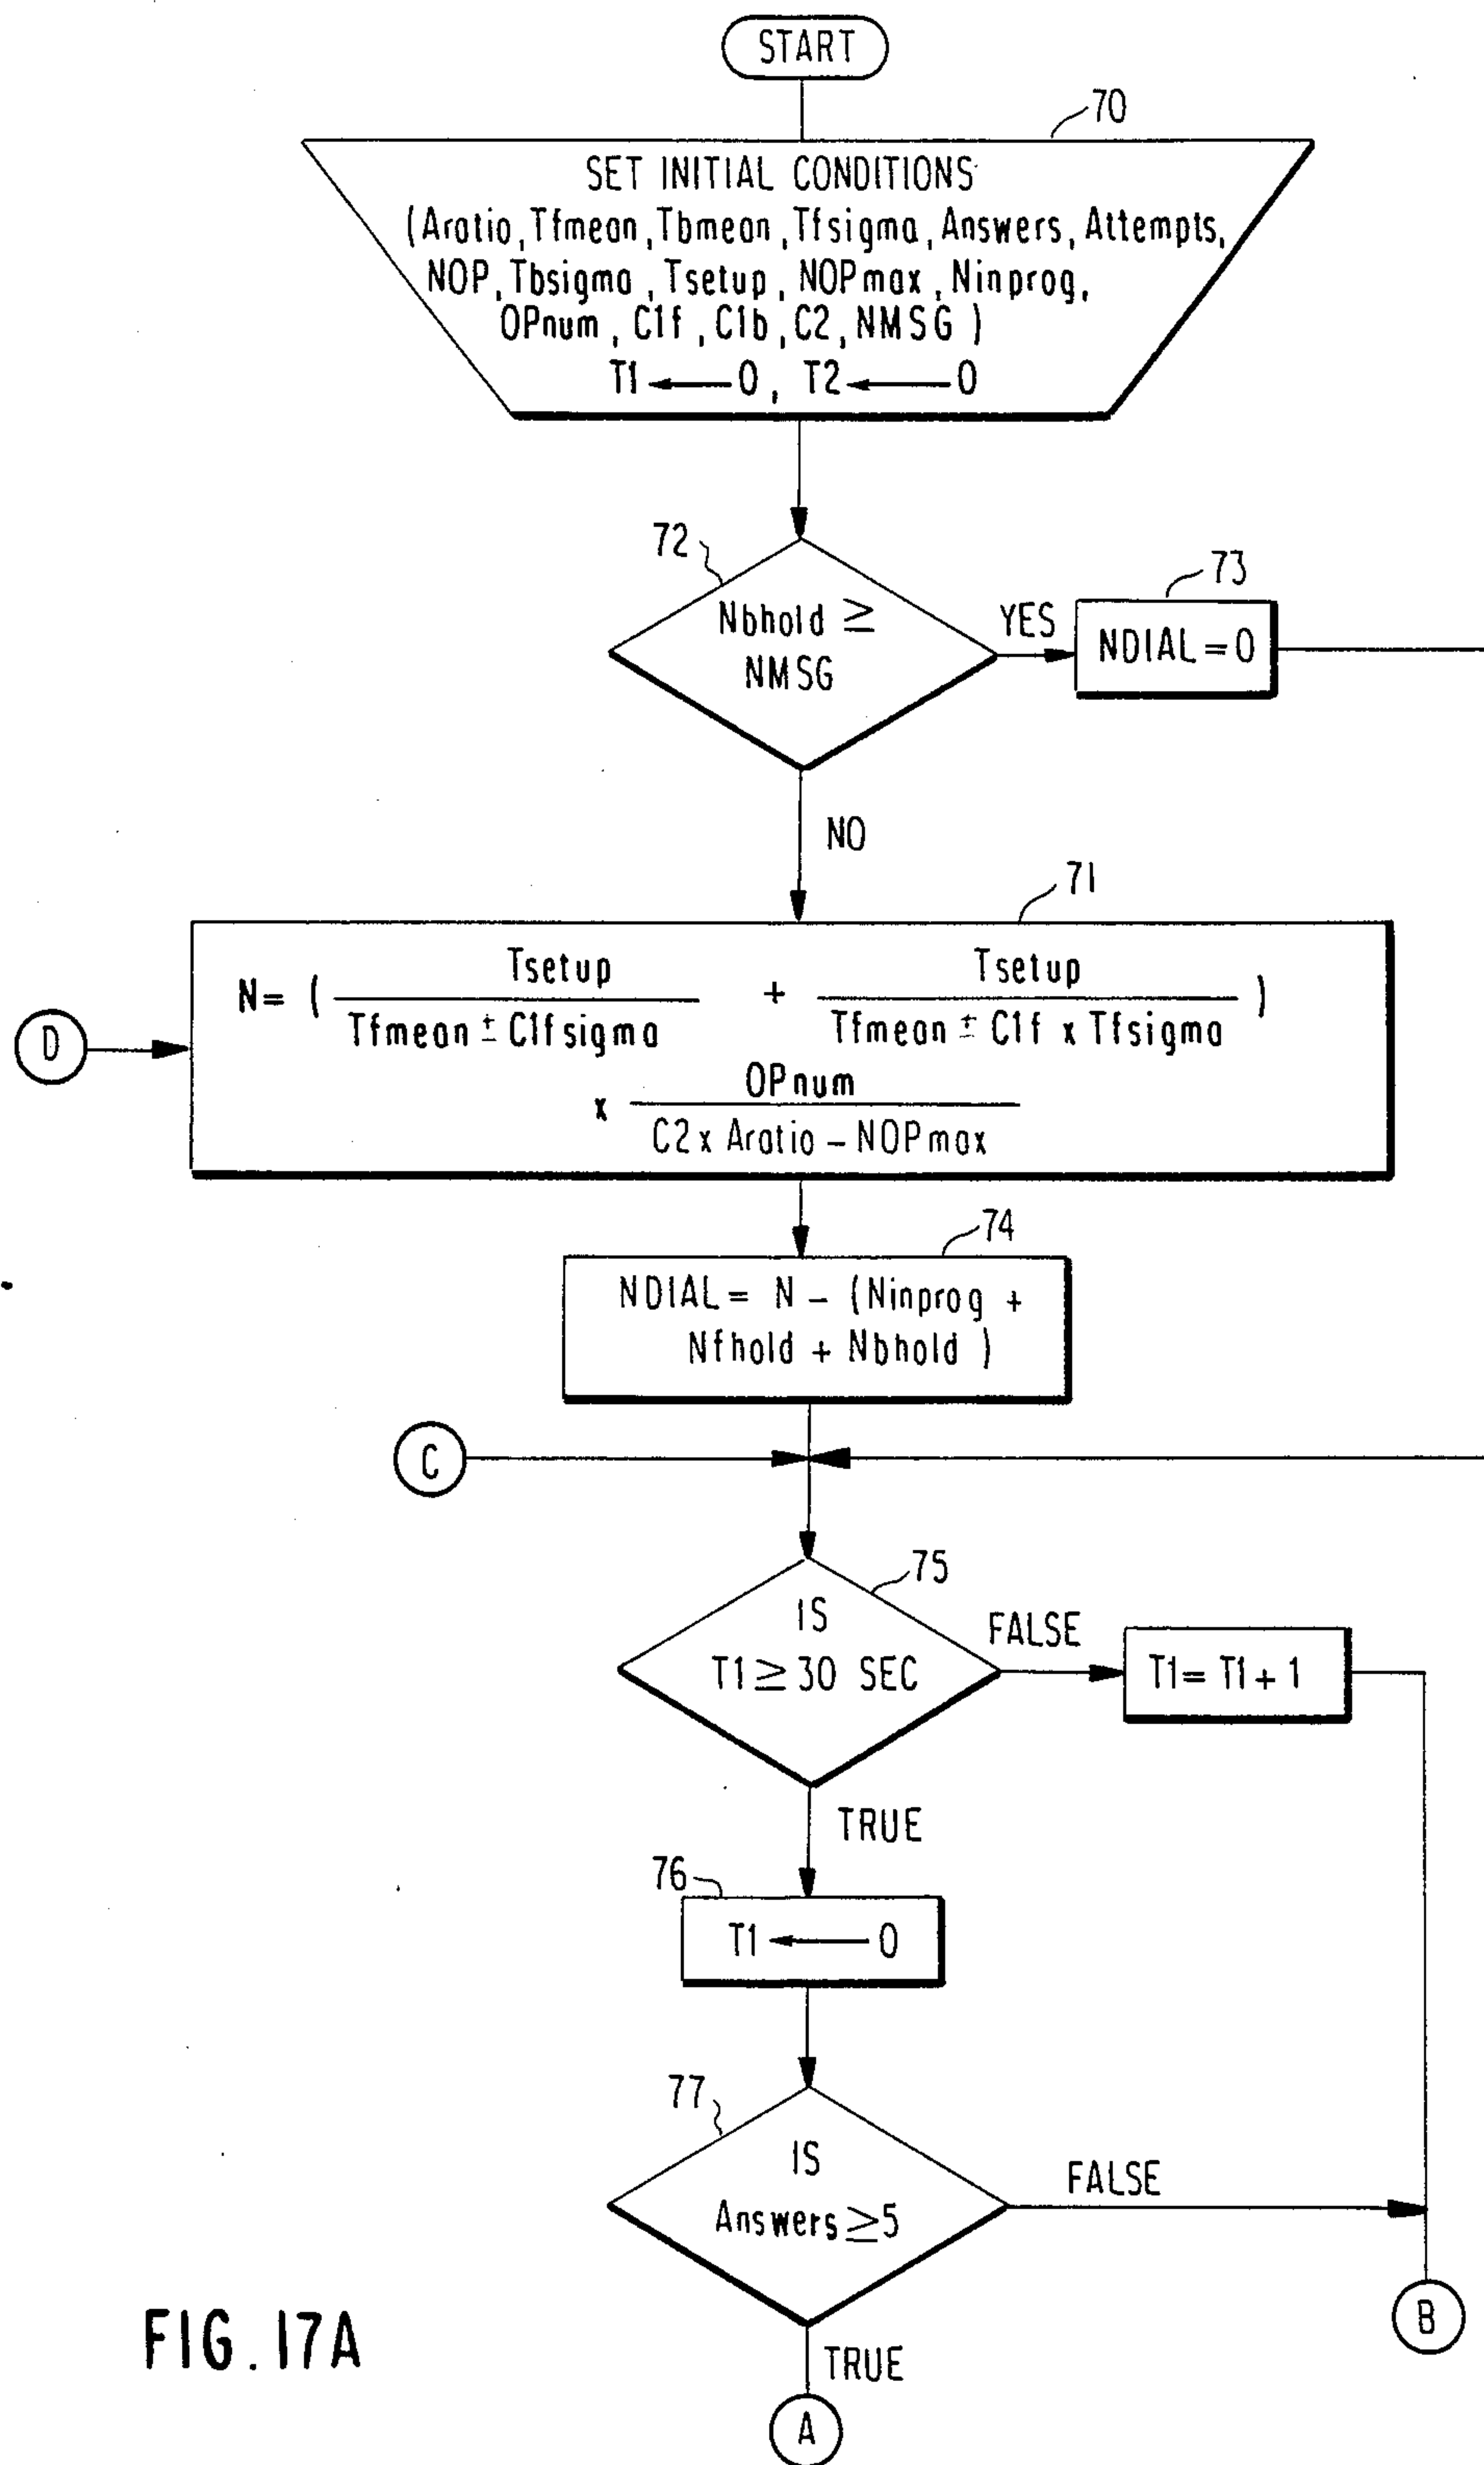 START
70
SET INITIAL CONDITIONS
(Aratio, Tfmean, Tbmean, Tfsigma, Answers, Attempts,
NOP, Tbsigma, Tsetup, NOPmax, Ninprog,
OPnum, C1f, C1b, C2, NMSG)
T1 ← 0, T2 ← 0
72
Nbhold ≥
NMSG
YES
73
NDIAL = 0
NO
71
N= ( Tsetup + Tsetup )
Tfmean ± C1fsigma Tfmean ± C1f x Tfsigma
x OPnum
C2 x Aratio – NOPmax
D
74
NDIAL = N – (Ninprog +
Nfhold + Nbhold )
C
75
IS
T1 ≥ 30 SEC
FALSE
T1 = T1 + 1
TRUE
76
T1 ← 0
77
IS
Answers ≥5
FALSE
B
TRUE
A
FIG. 17A